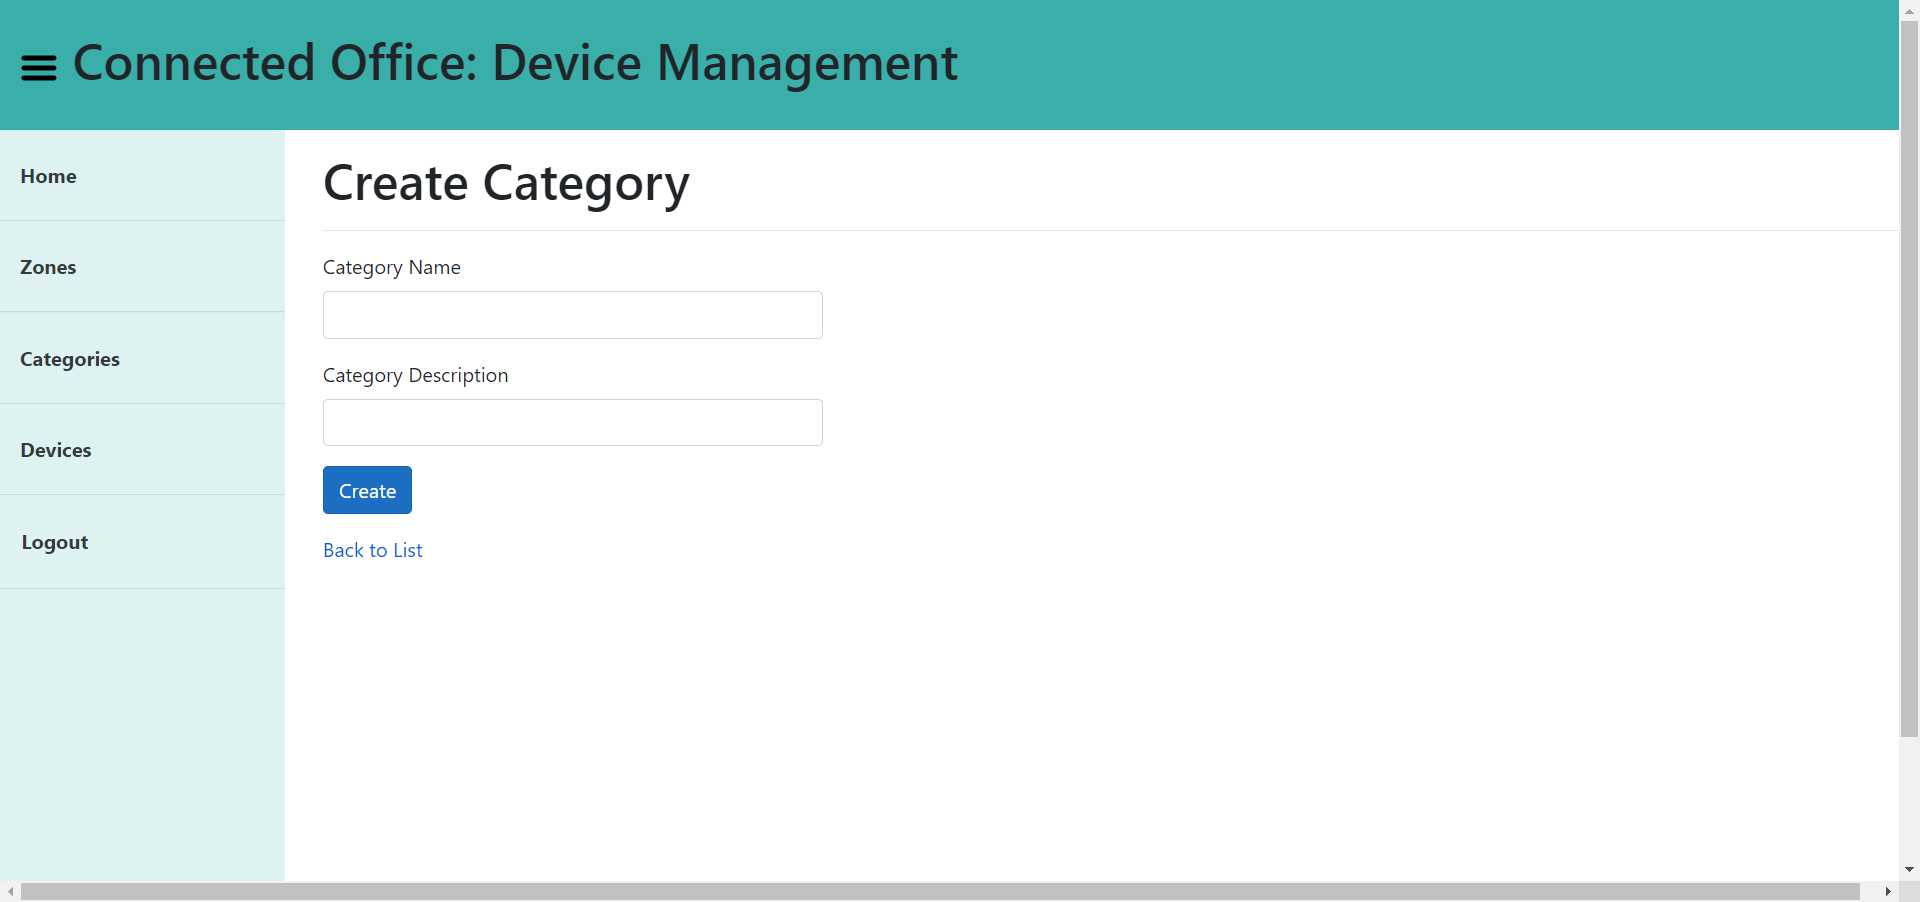 Connected Office: Device Management
Home
Zones
Categories
Devices
Logout
Create Category
Category Name
Category Description
Create
Back to List